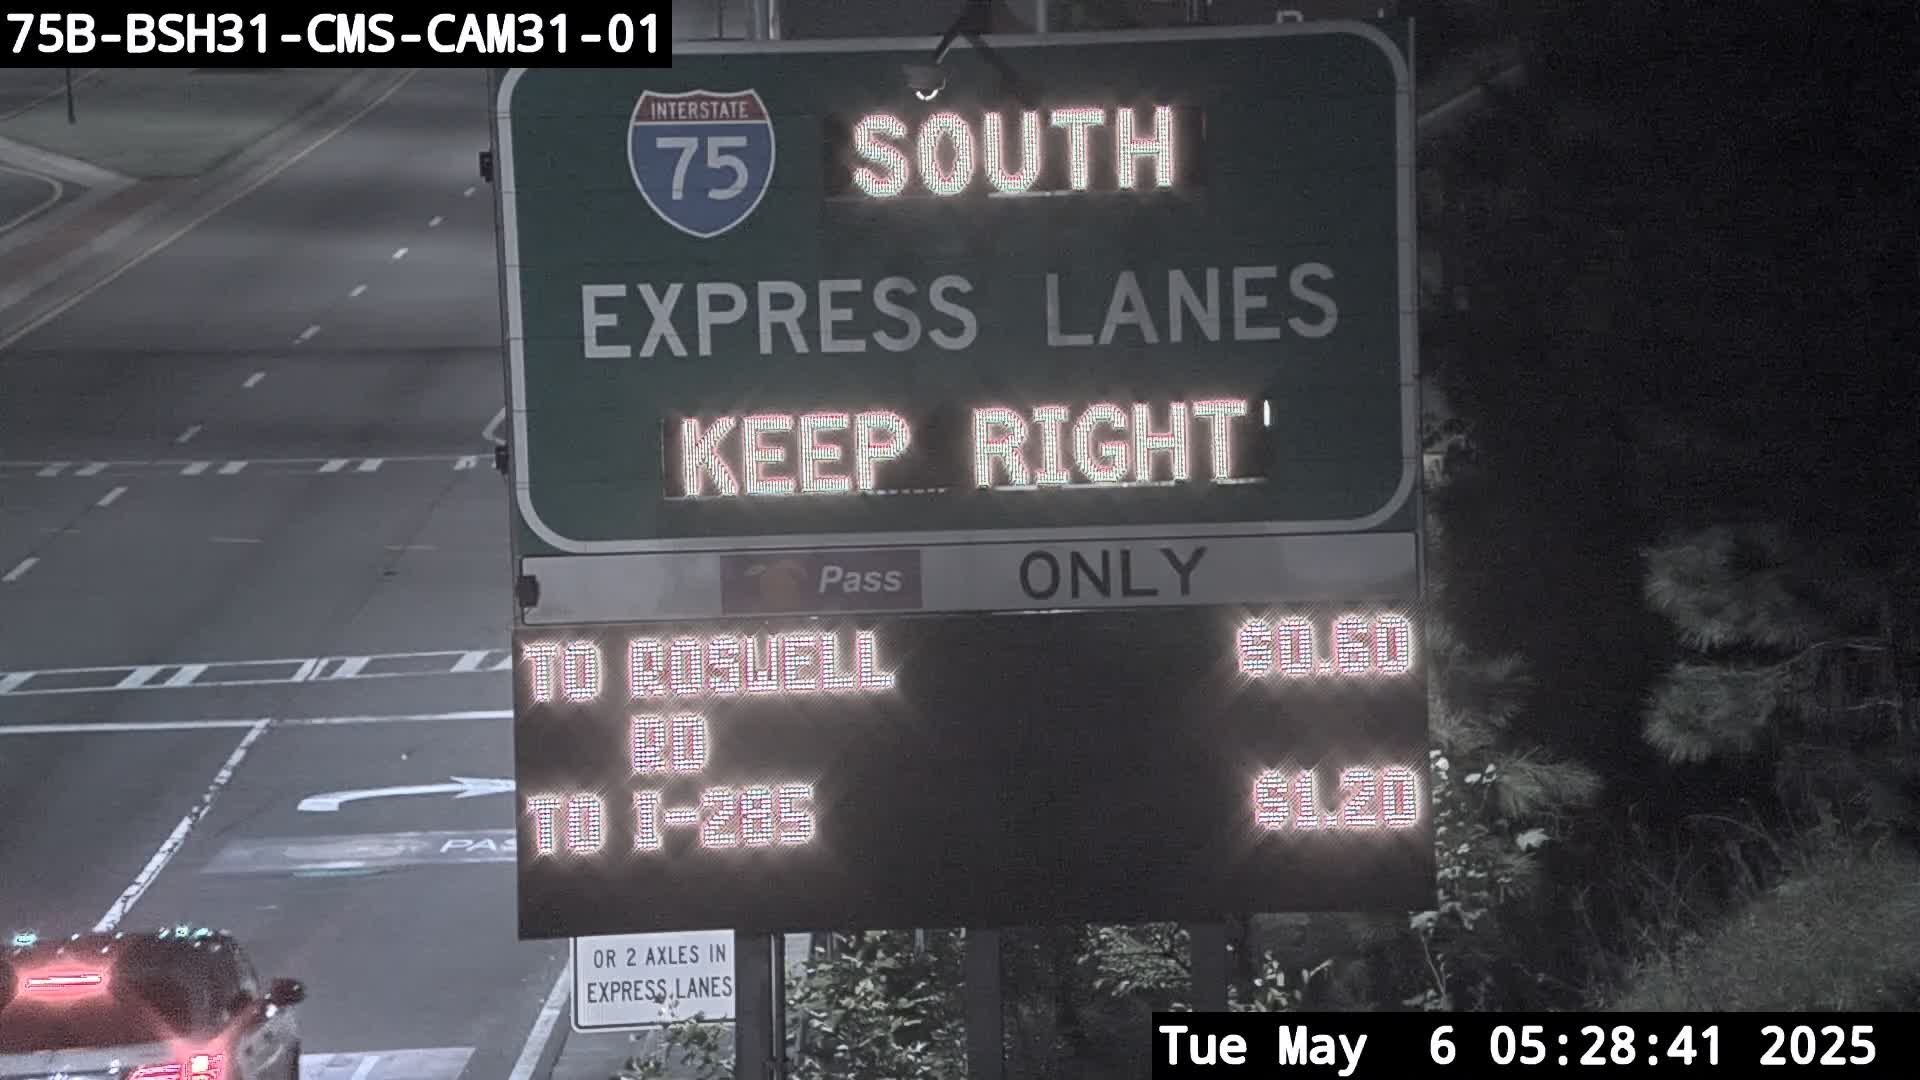 75B-BSH31-CMS-CAM31-01
INTERSTATE
75
SOUTH
EXPRESS LANES
KEEP RIGHT
Pass ONLY
TO ROSWELL $0.60
RD
TO I-285 $1.20
PAS
OR 2 AXLES IN
EXPRESS LANES
Tue May 6 05:28:41 2025